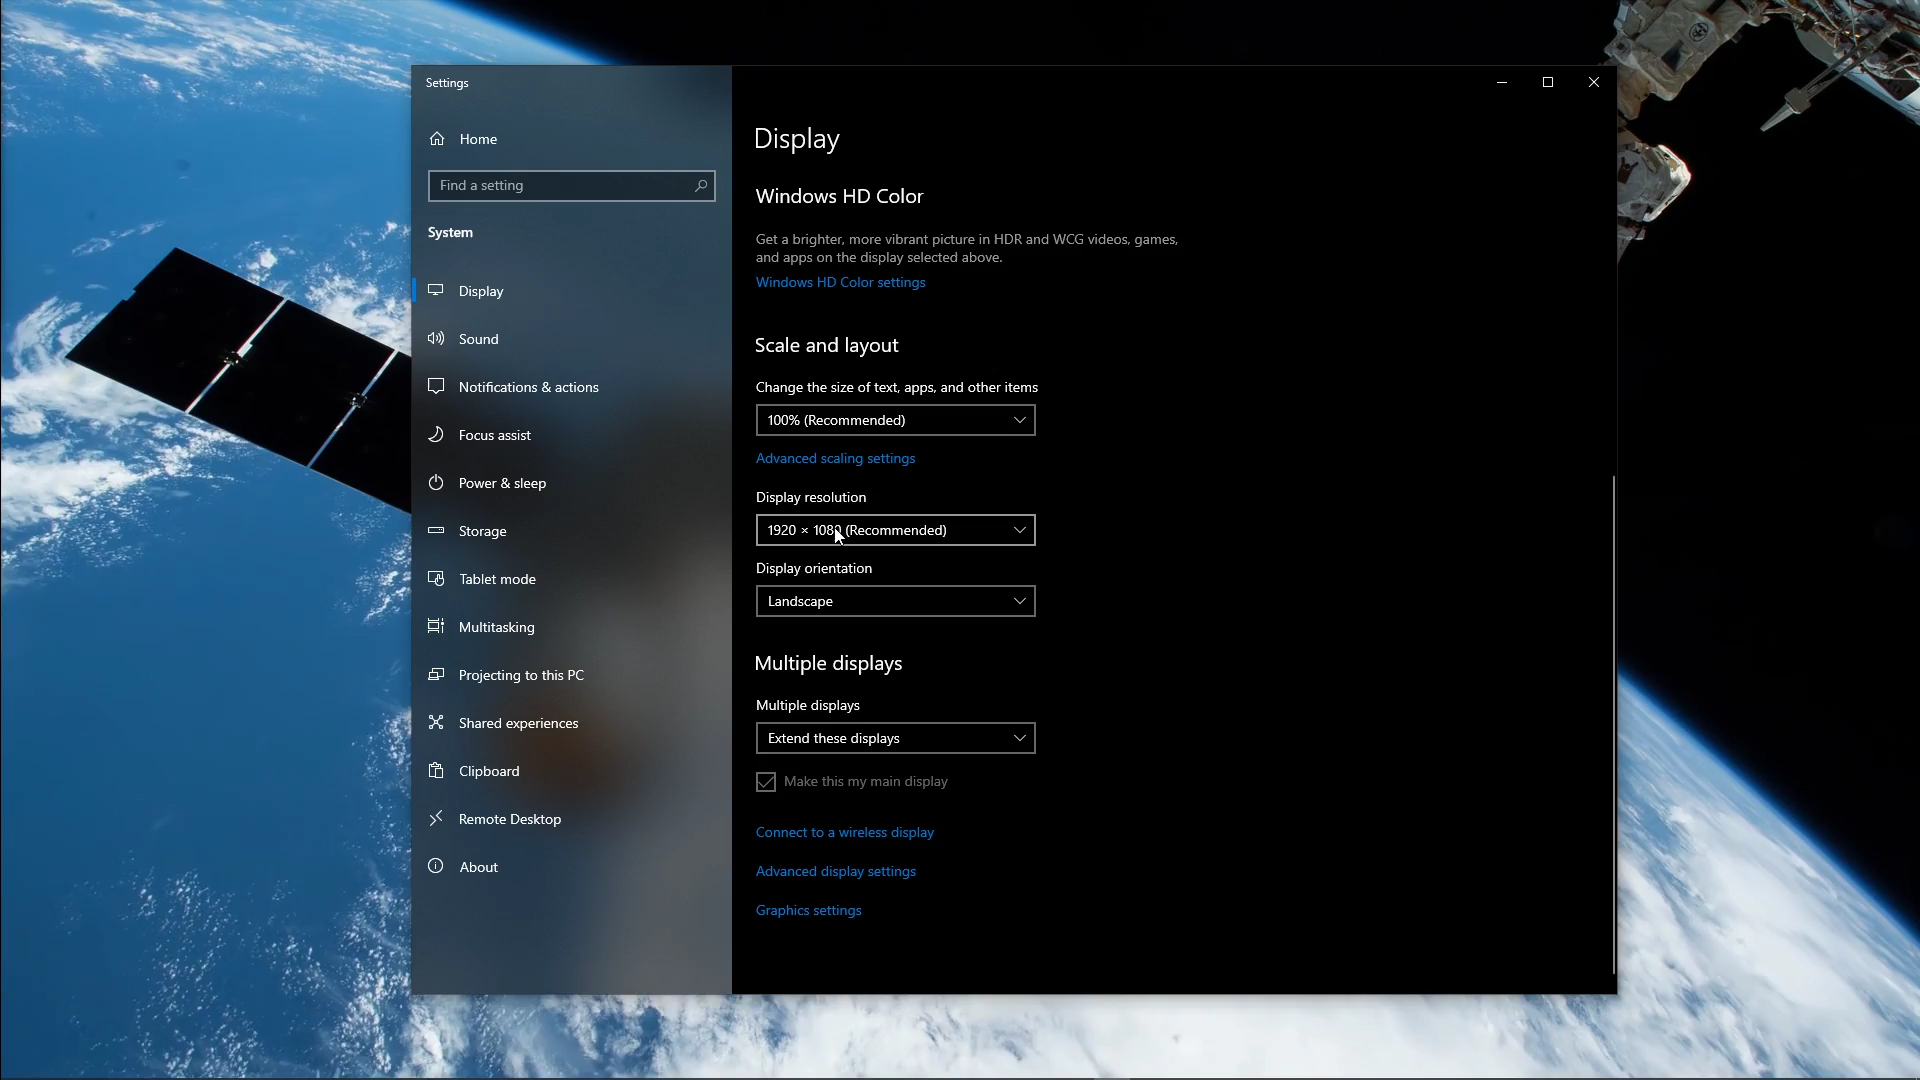 Settings
Home
Find a setting
System
Display
Sound
Notifications & actions
Focus assist
Power & sleep
Storage
Tablet mode
Multitasking
Projecting to this PC
Shared experiences
Clipboard
Remote Desktop
About
Display
Windows HD Color
Get a brighter, more vibrant picture in HDR and WCG videos, games,
and apps on the display selected above.
Windows HD Color settings
Scale and layout
Change the size of text, apps, and other items
100% (Recommended)
Advanced scaling settings
Display resolution
1920 × 1080 (Recommended)
Display orientation
Landscape
Multiple displays
Multiple displays
Extend these displays
Make this my main display
Connect to a wireless display
Advanced display settings
Graphics settings